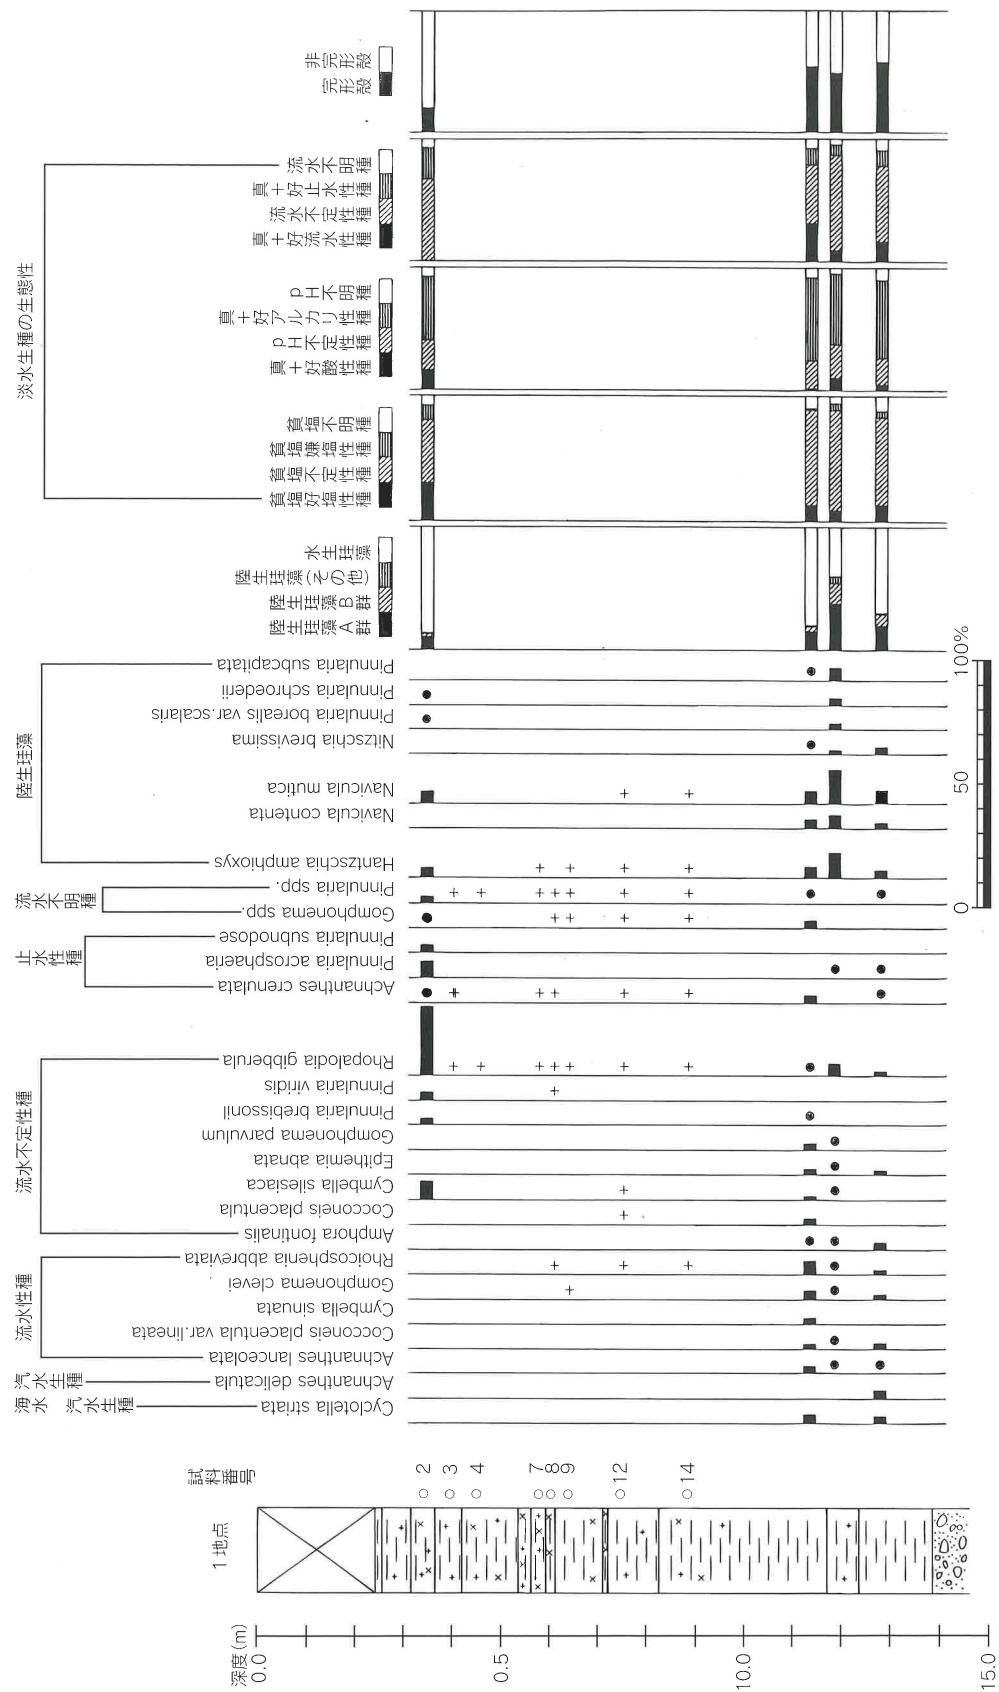 深度(m)
0.0
0.5
10.0
15.0
1地点
試料番号
2
3
4
7
8
9
12
14
海水〜汽水生種
汽水生種
流水性種
流水不定性種
止水性種
流水不明種
陸生珪藻
Cyclotella striata
Achnanthes delicatula
Achnanthes lanceolata
Cocconeis placentula var.lineata
Cymbella sinuata
Gomphonema clevei
Rhoicosphenia abbreviata
Amphora fontinalis
Cocconeis placentula
Cymbella silesiaca
Epithemia abnata
Gomphonema parvulum
Pinnularia brebissonii
Pinnularia viridis
Rhopalodia gibberula
Achnanthes crenulata
Pinnularia acrosphaeria
Pinnularia subnodose
Gomphonema spp.
Pinnularia spp.
Hantzschia amphioxys
Navicula contenta
Navicula mutica
Nitzschia brevissima
Pinnularia borealis var.scalaris
Pinnularia schroederii
Pinnularia subcapitata
0
50
100%
陸生珪藻A群
陸生珪藻B群
陸生珪藻(その他)
水生珪藻
淡水生種の生態性
貧塩好塩性種
貧塩不定性種
貧塩嫌塩性種
貧塩不明種
真+好酸性種
pH不定性種
真+好アルカリ性種
pH不明種
真+好流水性種
流水不定性種
真+好止水性種
流水不明種
完形殻
非完形殻